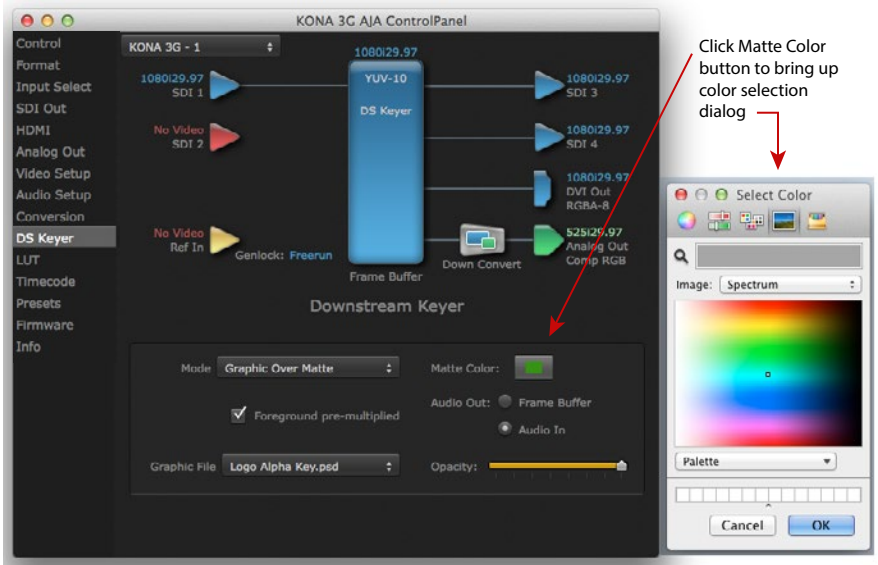 KONA 3G AJA ControlPanel
Control
Format
Input Select
SDI Out
HDMI
Analog Out
Video Setup
Audio Setup
Conversion
DS Keyer
LUT
Timecode
Presets
Firmware
Info
KONA 3G - 1
1080i29.97
1080i29.97
SDI 1
YUV-10
DS Keyer
1080i29.97
SDI 3
No Video
SDI 2
1080i29.97
SDI 4
1080i29.97
DVI Out
RGBA-8
No Video
Ref In
Genlock: Freerun
Frame Buffer
Down Convert
525i29.97
Analog Out
Comp RGB
Downstream Keyer
Mode
Graphic Over Matte
Matte Color:
Foreground pre-multiplied
Audio Out:
Frame Buffer
Audio In
Graphic File
Logo Alpha Key.psd
Opacity:
Click Matte Color
button to bring up
color selection
dialog
Select Color
Image:
Spectrum
Palette
Cancel
OK